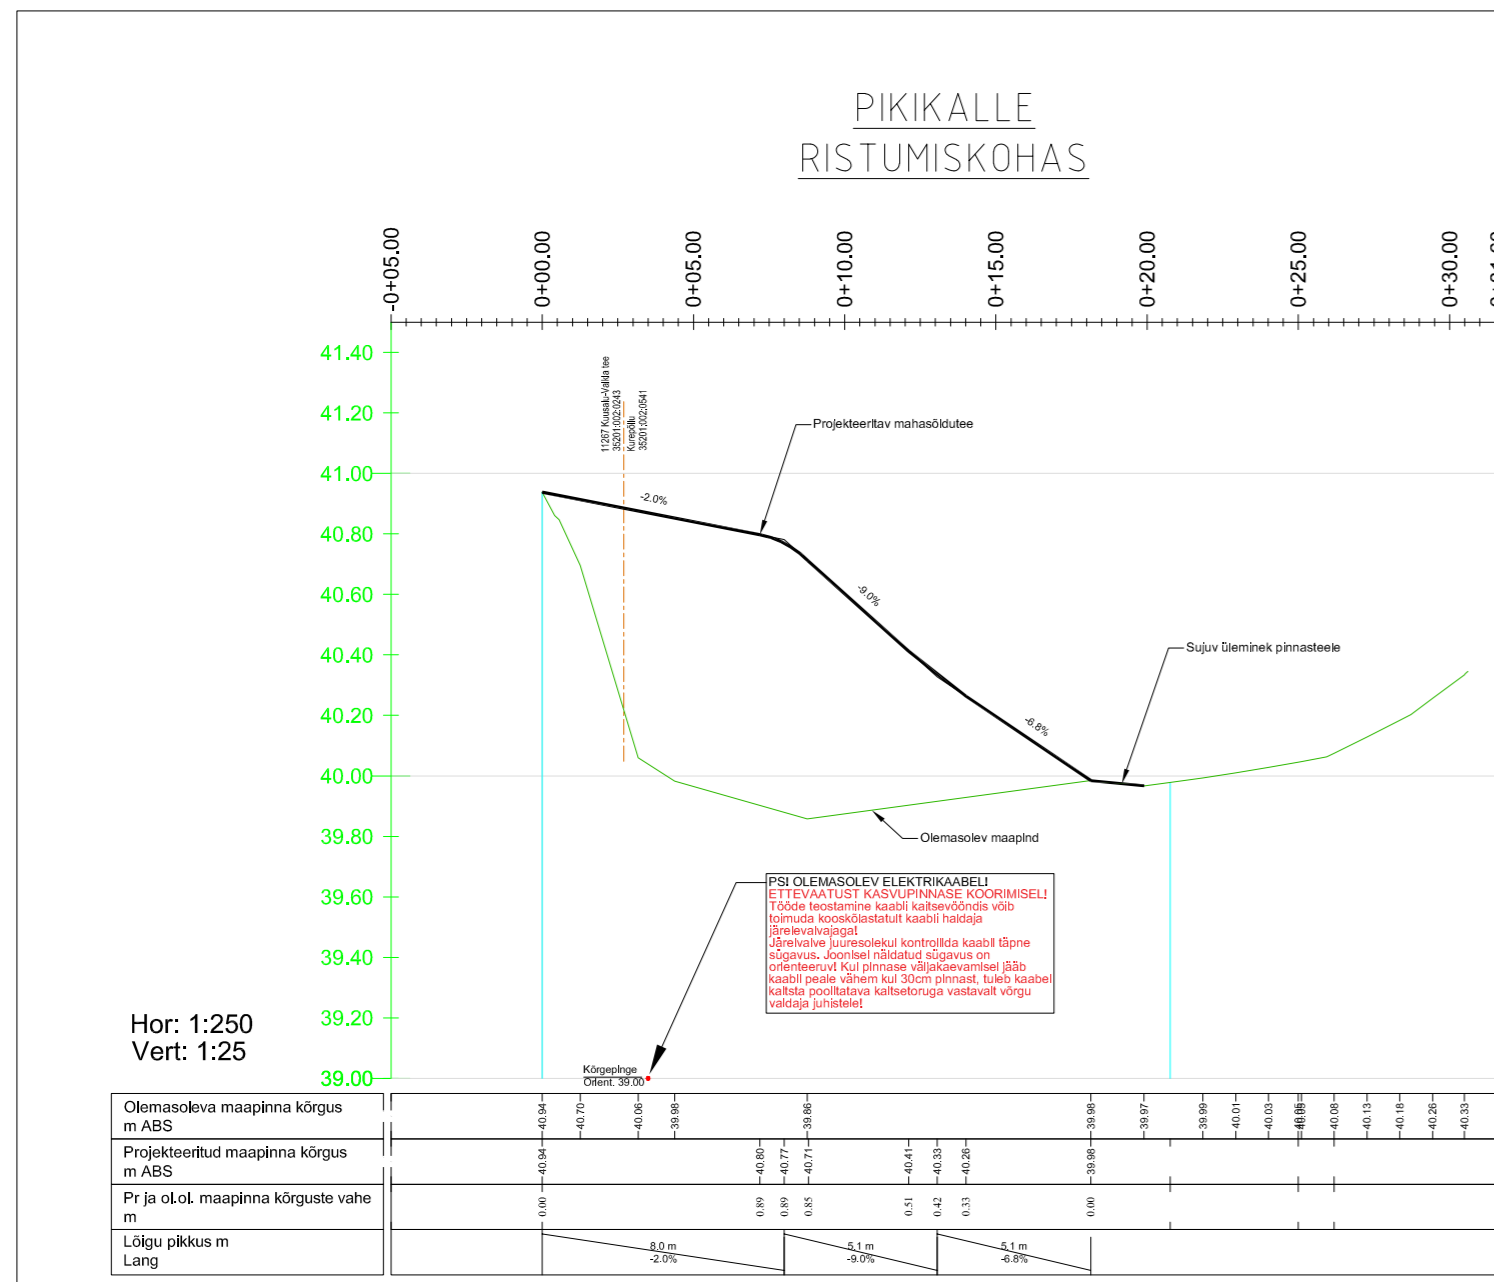 PIKIKALLE
RISTUMISKOHAS
-0+05.00
0+00.00
0+05.00
0+10.00
0+15.00
0+20.00
0+25.00
0+30.00
41.40
41.20
41.00
40.80
40.60
40.40
40.20
40.00
39.80
39.60
39.40
39.20
39.00
11267 Kuusalu-Valkla tee
35201:002:0243
Kurepõllu
35201:002:0541
Projekteeritav mahasõidutee
-2.0%
-9.0%
-6.8%
Sujuv üleminek pinnasteele
Olemasolev maapind
PS! OLEMASOLEV ELEKTRIKAABEL!
ETTEVAATUST KASVUPINNASE KOORIMISEL!
Tööde teostamine kaabli kaitsevööndis võib
toimuda kooskõlastatult kaabli haldaja
järelevalvajaga!
Järelvalve juuresolekul kontrollida kaabli täpne
sügavus. Joonisel näidatud sügavus on
orienteeruv! Kui pinnase väljakaevamisel jääb
kaabli peale vähem kui 30cm pinnast, tuleb kaabel
kaitsta poolitatava kaitsetoruga vastavalt võrgu
valdaja juhistele!
Hor: 1:250
Vert: 1:25
Kõrgepinge
Orient. 39.00
Olemasoleva maapinna kõrgus
m ABS
40.94 40.70 40.06 39.98 39.86 39.98 39.97 39.99 40.01 40.03 40.08 40.13 40.18 40.26 40.33
Projekteeritud maapinna kõrgus
m ABS
40.94 40.80 40.77 40.71 40.41 40.33 40.26 39.98
Pr ja ol.ol. maapinna kõrguste vahe
m
0.00 0.89 0.89 0.85 0.51 0.42 0.33 0.00
Lõigu pikkus m
Lang
8.0 m
-2.0%
5.1 m
-9.0%
5.1 m
-6.8%